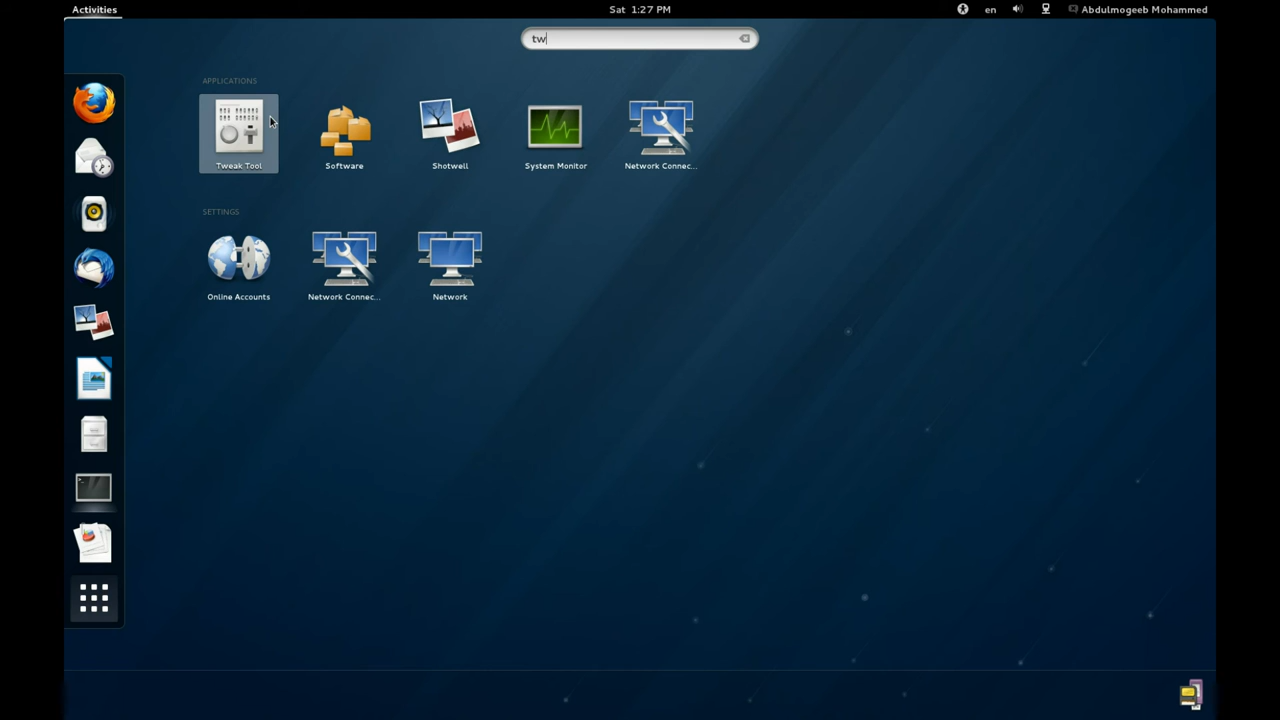 Activities
Sat 1:27 PM
en
Abdulmogeeb Mohammed
tw
APPLICATIONS
Tweak Tool
Software
Shotwell
System Monitor
Network Connec...
SETTINGS
Online Accounts
Network Connec...
Network